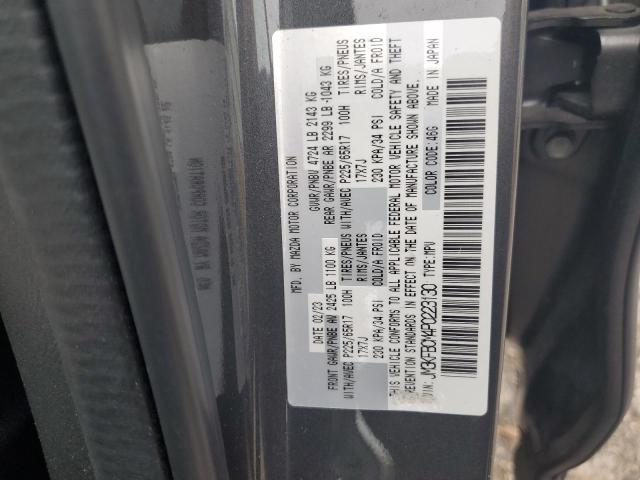 MFD. BY MAZDA MOTOR CORPORATION
DATE 02/23 GVWR/PNBV 4724 LB 2143 KG
FRONT GAWR/PNBE AV 2425 LB 1100 KG REAR GAWR/PNBE AR 2299 LB 1043 KG
WITH/AVEC P225/65R17 100H TIRES/PNEUS WITH/AVEC P225/65R17 100H TIRES/PNEUS
17X7J RIMS/JANTES 17X7J RIMS/JANTES
230 KPA/34 PSI COLD/A FROID 230 KPA/34 PSI COLD/A FROID
THIS VEHICLE CONFORMS TO ALL APPLICABLE FEDERAL MOTOR VEHICLE SAFETY AND THEFT
PREVENTION STANDARDS IN EFFECT ON THE DATE OF MANUFACTURE SHOWN ABOVE.
VIN: TYPE:MPV COLOR CODE:46G MADE IN JAPAN